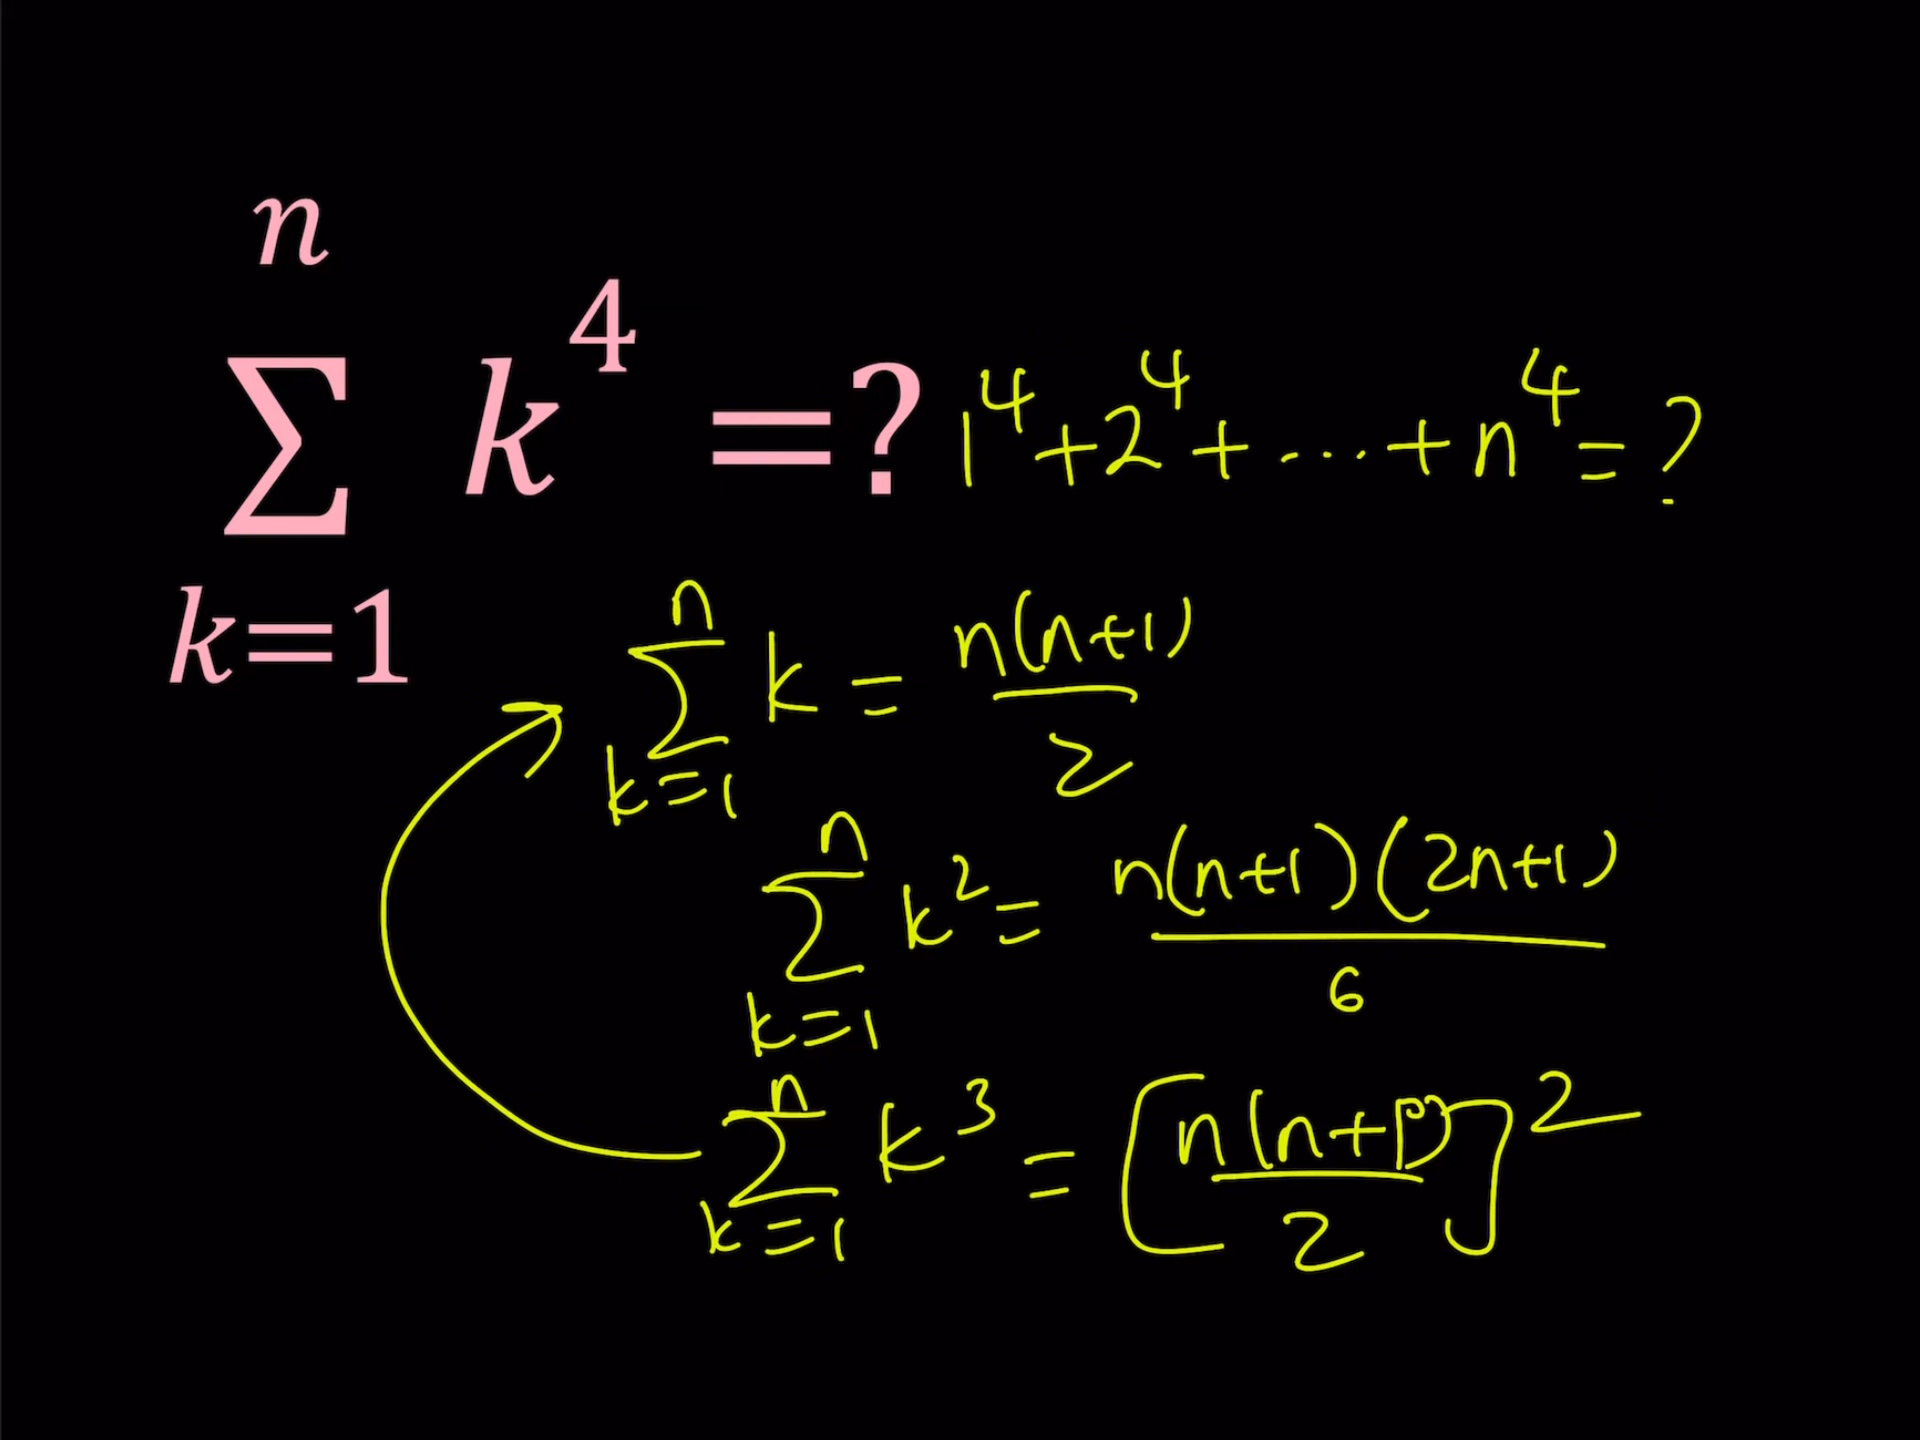 n
∑ k⁴ =? 1⁴+2⁴+...+n⁴=?
k=1
n
∑ k = n(n+1)/2
k=1
n
∑ k² = n(n+1)(2n+1)/6
k=1
n
∑ k³ = [n(n+1)/2]²
k=1